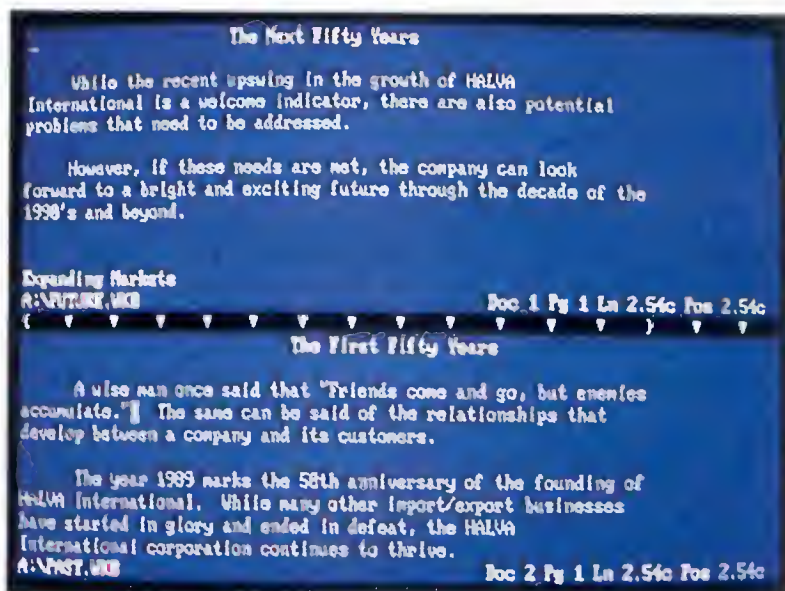 The Next Fifty Years
While the recent upswing in the growth of HALVA
International is a welcome indicator, there are also potential
problems that need to be addressed.
However, if these needs are met, the company can look
forward to a bright and exciting future through the decade of the
1990's and beyond.
Expanding Markets
A:\FUTURE.WKB Doc 1 Pg 1 Ln 2.54c Pos 2.54c
The First Fifty Years
A wise man once said that "Friends come and go, but enemies
accumulate." The same can be said of the relationships that
develop between a company and its customers.
The year 1989 marks the 50th anniversary of the founding of
HALVA International. While many other import/export businesses
have started in glory and ended in defeat, the HALVA
International corporation continues to thrive.
A:\PAST.WKB Doc 2 Pg 1 Ln 2.54c Pos 2.54c